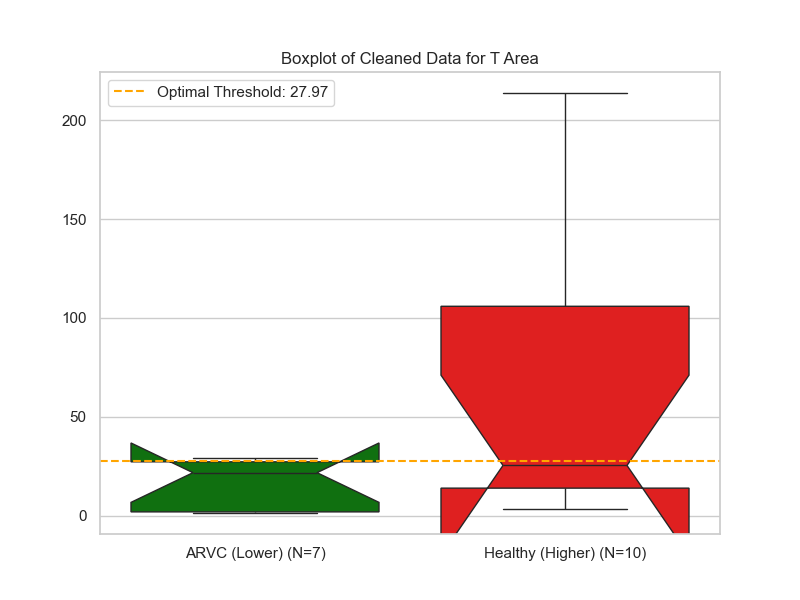 Boxplot of Cleaned Data for T Area
Optimal Threshold: 27.97
200
150
100
50
0
ARVC (Lower) (N=7)
Healthy (Higher) (N=10)